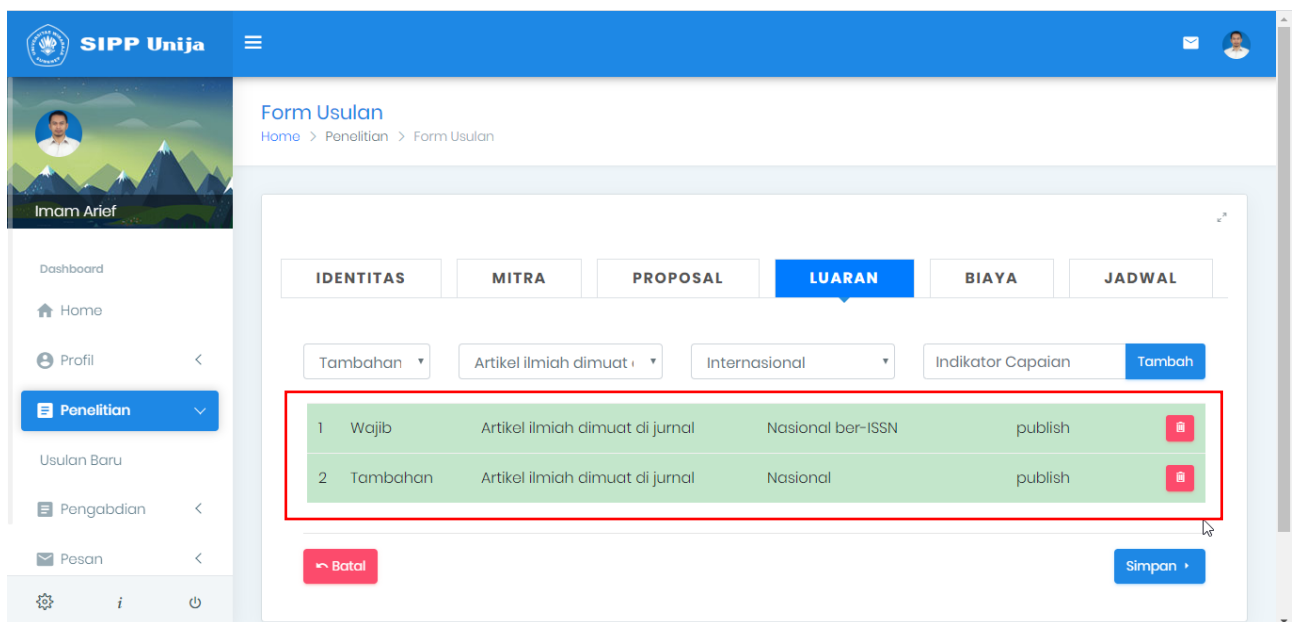 SIPP Unija
Imam Arief
Dashboard
Home
Profil
Penelitian
Usulan Baru
Pengabdian
Pesan
i
Form Usulan
Home > Penelitian > Form Usulan
IDENTITAS MITRA PROPOSAL LUARAN BIAYA JADWAL
Tambahan Artikel ilmiah dimuat Internasional Indikator Capaian Tambah
1 Wajib Artikel ilmiah dimuat di jurnal Nasional ber-ISSN publish
2 Tambahan Artikel ilmiah dimuat di jurnal Nasional publish
Batal Simpan